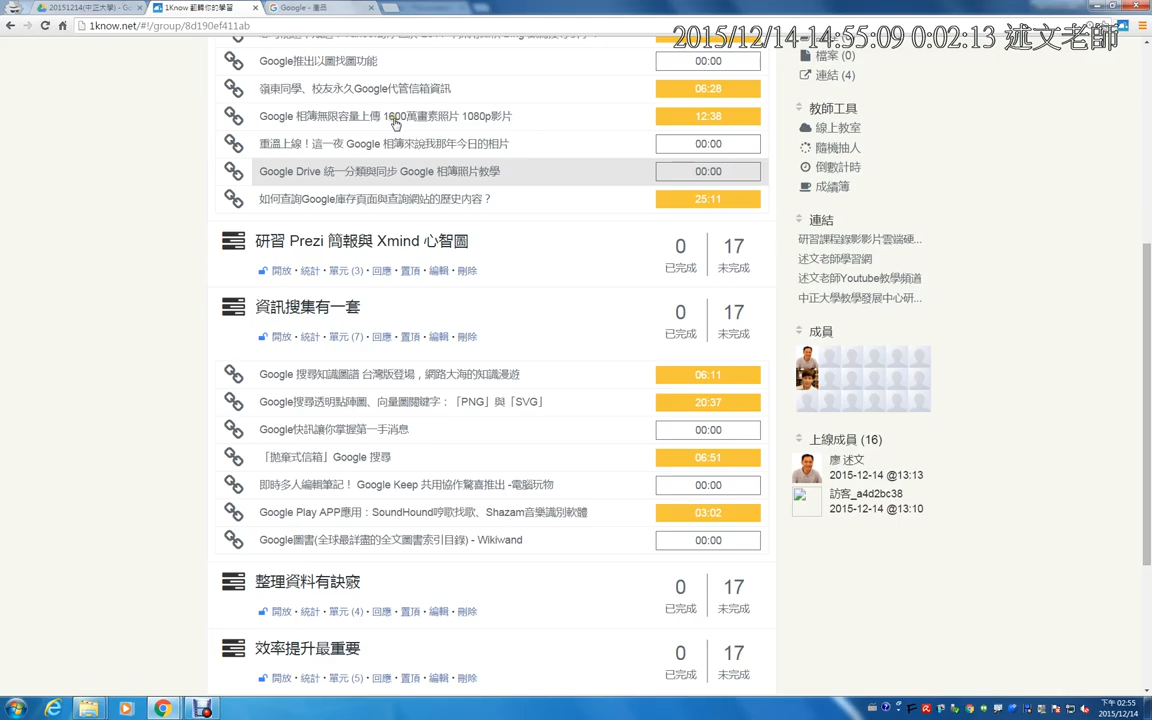 20151214(中正大學) - Go
1Know 翻轉你的學習
Google - 產品
1know.net/#!/group/8d190ef411ab
2015/12/14-14:55:09 0:02:13 述文老師
Google推出以圖找圖功能 00:00
嶺東同學、校友永久Google代管信箱資訊 06:28
Google 相簿無限容量上傳 1600萬畫素照片 1080p影片 12:38
重溫上線！這一夜 Google 相簿來說我那年今日的相片 00:00
Google Drive 統一分類與同步 Google 相簿照片教學 00:00
如何查詢Google庫存頁面與查詢網站的歷史內容？ 25:11
研習 Prezi 簡報與 Xmind 心智圖
0 17
已完成 未完成
開放・統計・單元 (3)・回應・置頂・編輯・刪除
資訊搜集有一套
0 17
已完成 未完成
開放・統計・單元 (7)・回應・置頂・編輯・刪除
Google 搜尋知識圖譜 台灣版登場，網路大海的知識漫遊 06:11
Google搜尋透明點陣圖、向量圖關鍵字：「PNG」與「SVG」 20:37
Google快訊讓你掌握第一手消息 00:00
「拋棄式信箱」Google 搜尋 06:51
即時多人編輯筆記！ Google Keep 共用協作驚喜推出 -電腦玩物 00:00
Google Play APP應用：SoundHound哼歌找歌、Shazam音樂識別軟體 03:02
Google圖書(全球最詳盡的全文圖書索引目錄) - Wikiwand 00:00
整理資料有訣竅
0 17
已完成 未完成
開放・統計・單元 (4)・回應・置頂・編輯・刪除
效率提升最重要
0 17
已完成 未完成
開放・統計・單元 (5)・回應・置頂・編輯・刪除
檔案 (0)
連結 (4)
教師工具
線上教室
隨機抽人
倒數計時
成績簿
連結
研習課程錄影影片雲端硬...
述文老師學習網
述文老師Youtube教學頻道
中正大學教學發展中心研...
成員
上線成員 (16)
廖 述文
2015-12-14 @13:13
訪客_a4d2bc38
2015-12-14 @13:10
下午 02:55
2015/12/14